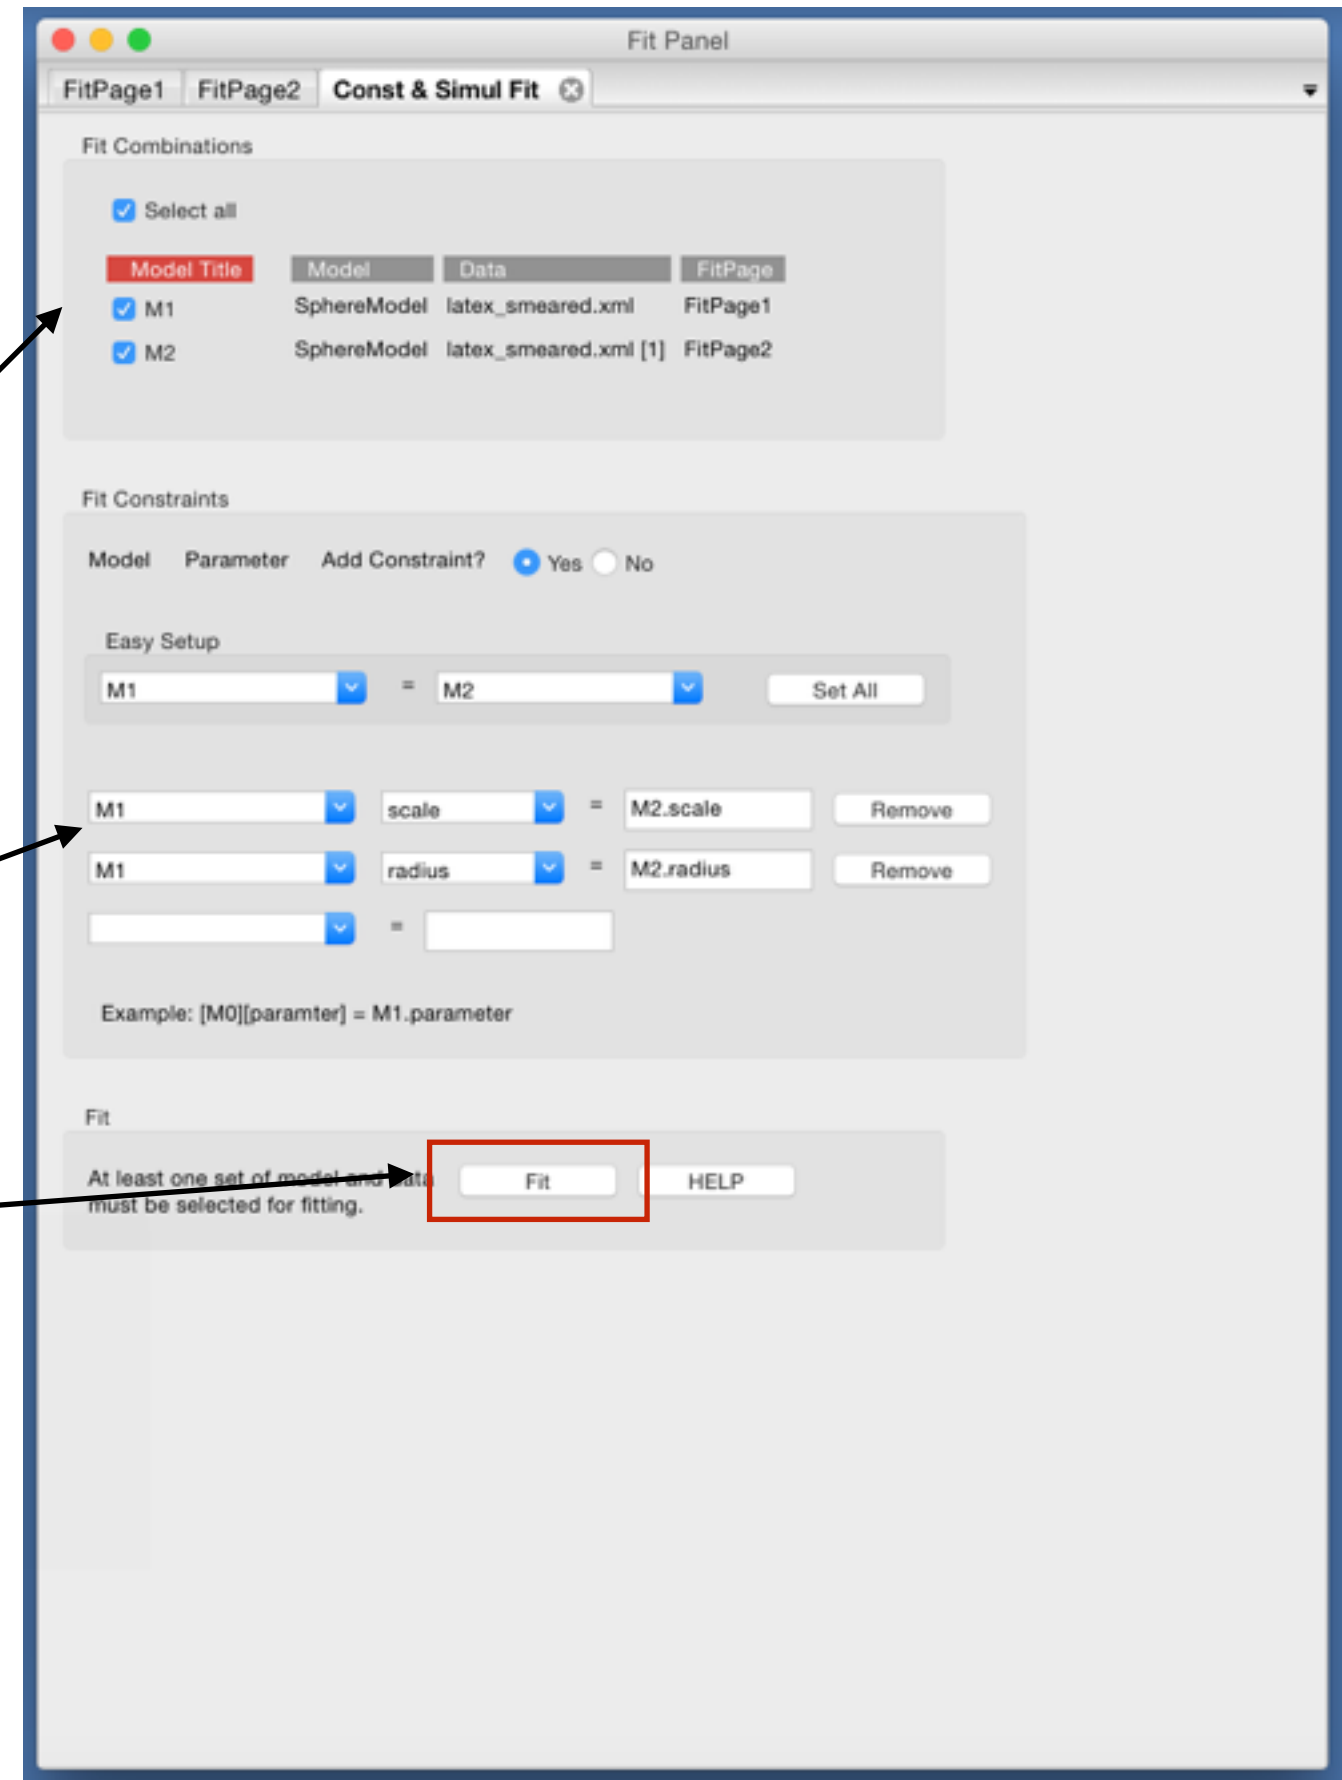 Fit Panel
FitPage1 FitPage2 Const & Simul Fit
Fit Combinations
Select all
Model Title Model Data FitPage
M1 SphereModel latex_smeared.xml FitPage1
M2 SphereModel latex_smeared.xml [1] FitPage2
Fit Constraints
Model Parameter Add Constraint? Yes No
Easy Setup
M1 = M2 Set All
M1 scale = M2.scale Remove
M1 radius = M2.radius Remove
=
Example: [M0][paramter] = M1.parameter
Fit
At least one set of model and data Fit HELP
must be selected for fitting.